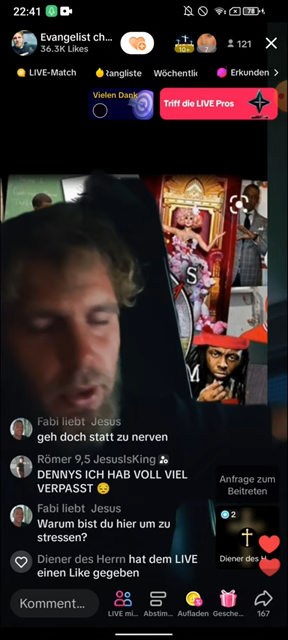 22:41
78
Evangelist ch...
36.3K Likes
10+
2
121
LIVE-Match
Rangliste
Wöchentlic
Erkunden
Vielen Dank
Triff die LIVE Pros
S
Fabi liebt Jesus
geh doch statt zu nerven
Römer 9,5 JesusIsKing
DENNYS ICH HAB VOLL VIEL
VERPASST 😔
Anfrage zum
Beitreten
Fabi liebt Jesus
Warum bist du hier um zu
stressen?
2
Diener des H...
Diener des Herrn hat dem LIVE
einen Like gegeben
Komment...
LIVE mi...
Abstim...
Aufladen
Gesche...
167